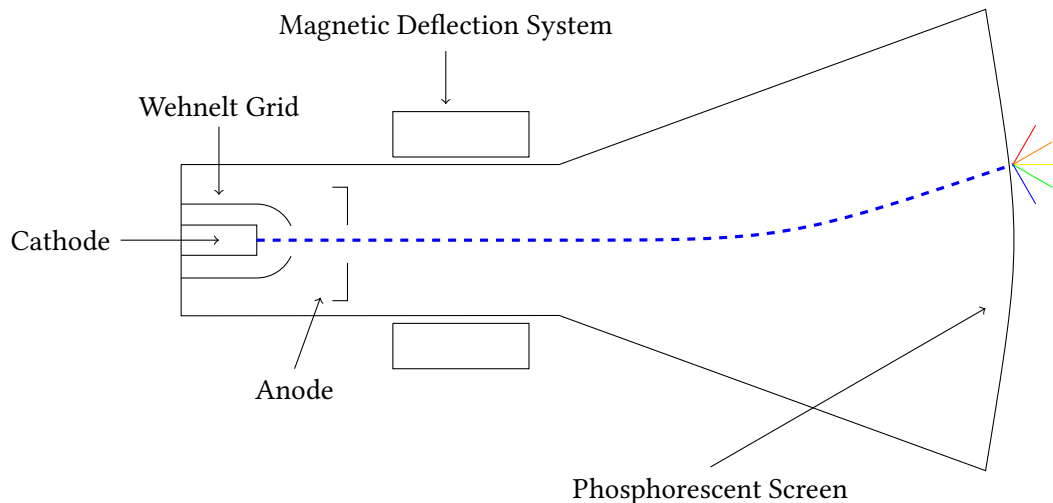 Magnetic Deflection System
Wehnelt Grid
Cathode
Anode
Phosphorescent Screen